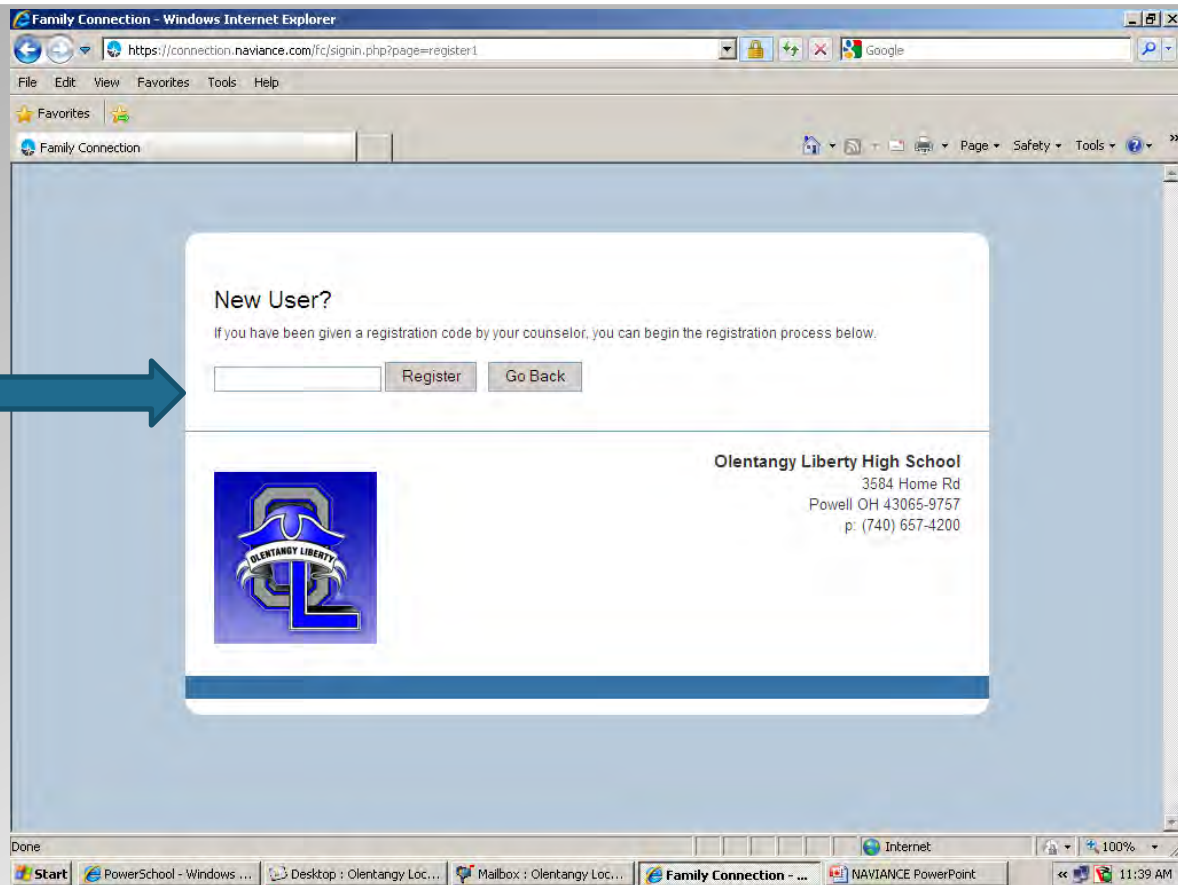 Family Connection - Windows Internet Explorer
https://connection.naviance.com/fc/signin.php?page=register1
Google
File Edit View Favorites Tools Help
Favorites
Family Connection
Page Safety Tools
New User?
If you have been given a registration code by your counselor, you can begin the registration process below.
Register Go Back
Olentangy Liberty High School
3584 Home Rd
Powell OH 43065-9757
p: (740) 657-4200
OLENTANGY LIBERTY
OL
Done
Internet
100%
Start PowerSchool - Windows ... Desktop : Olentangy Loc... Mailbox : Olentangy Loc... Family Connection - ... NAVIANCE PowerPoint « 11:39 AM